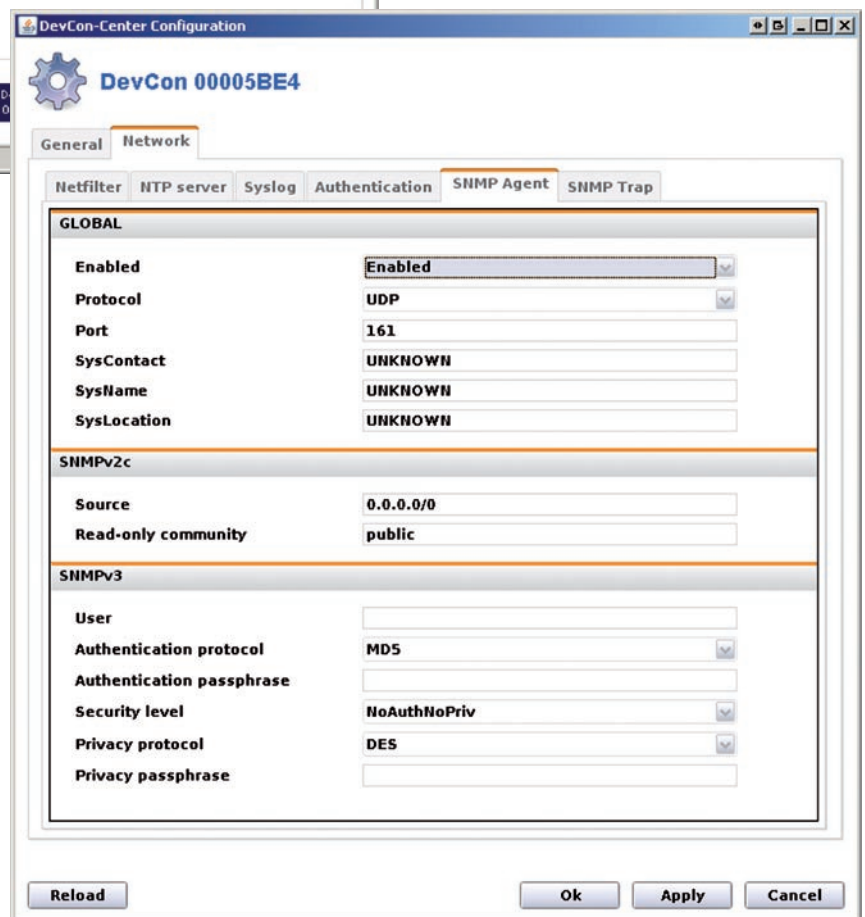 DevCon-Center Configuration
DevCon 00005BE4
General Network
Netfilter NTP server Syslog Authentication SNMP Agent SNMP Trap
GLOBAL
Enabled Enabled
Protocol UDP
Port 161
SysContact UNKNOWN
SysName UNKNOWN
SysLocation UNKNOWN
SNMPv2c
Source 0.0.0.0/0
Read-only community public
SNMPv3
User
Authentication protocol MD5
Authentication passphrase
Security level NoAuthNoPriv
Privacy protocol DES
Privacy passphrase
Reload Ok Apply Cancel